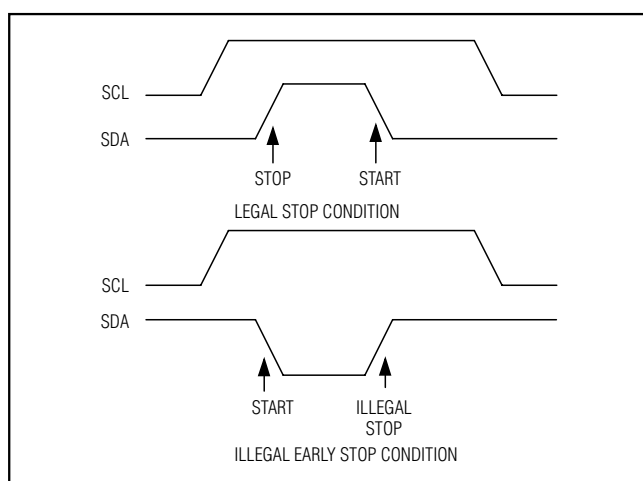 SCL
SDA
STOP START
LEGAL STOP CONDITION
SCL
SDA
START ILLEGAL
STOP
ILLEGAL EARLY STOP CONDITION